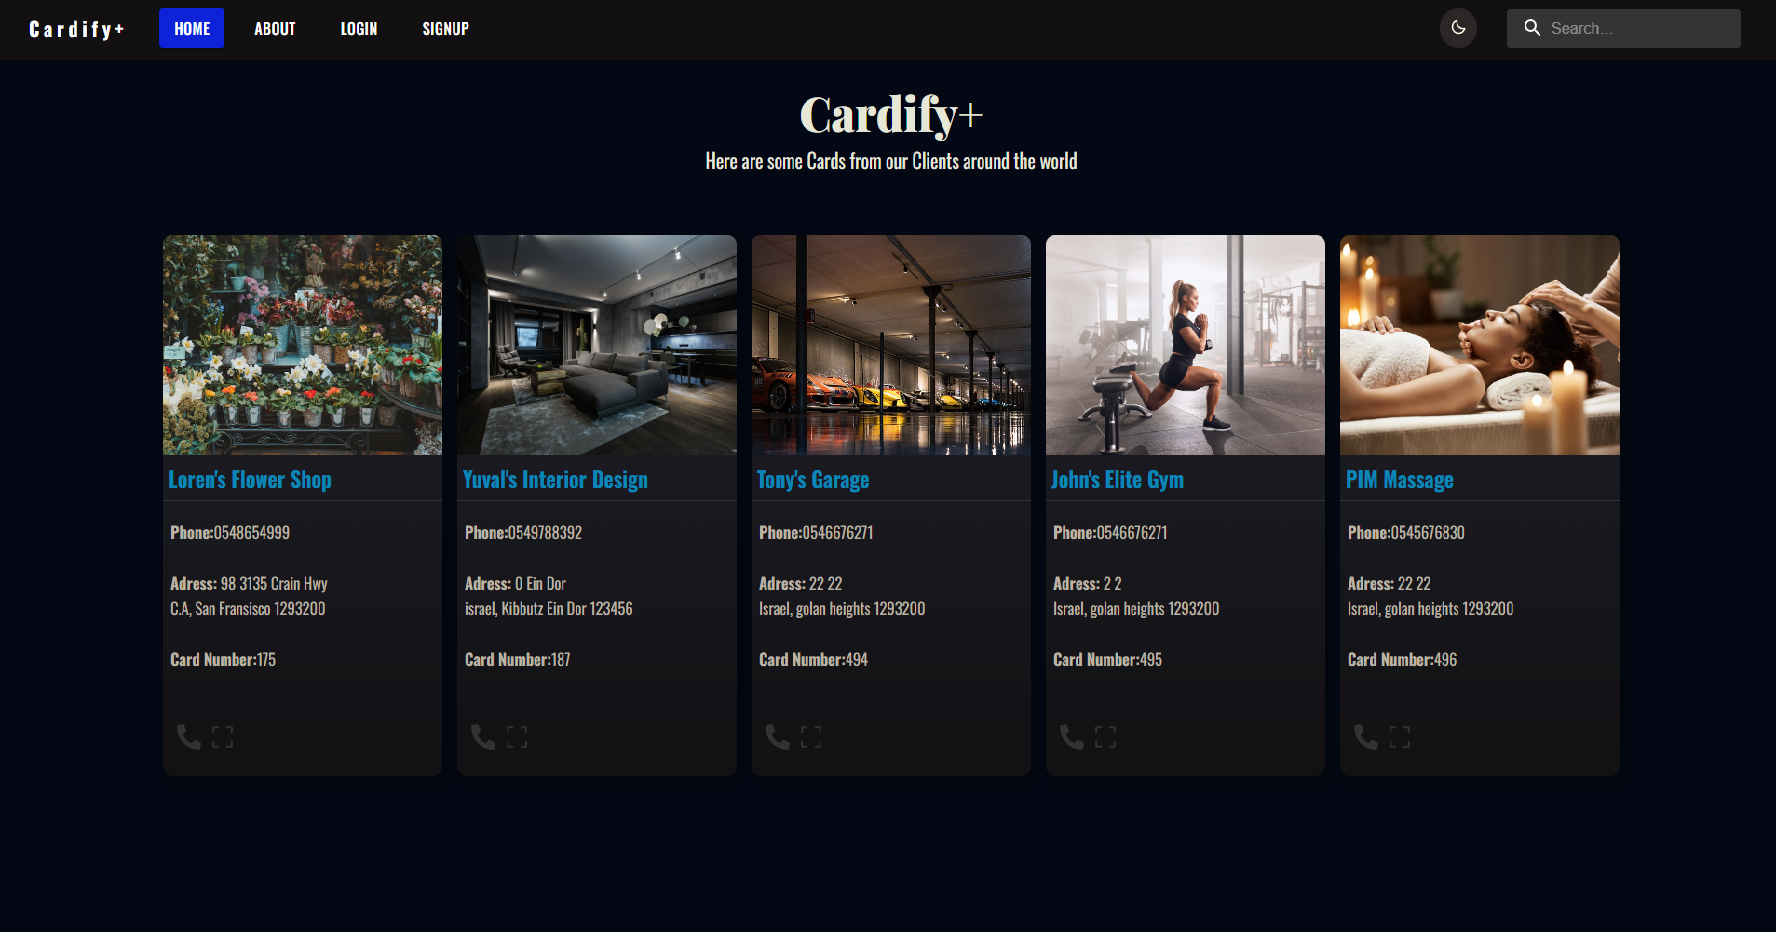 Cardify+
HOME
ABOUT
LOGIN
SIGNUP
Search...
Cardify+
Here are some Cards from our Clients around the world
Loren's Flower Shop
Phone:0548654999
Adress: 98 3135 Crain Hwy
C.A, San Fransisco 1293200
Card Number:175
Yuval's Interior Design
Phone:0549788392
Adress: 0 Ein Dor
israel, Kibbutz Ein Dor 123456
Card Number:187
Tony's Garage
Phone:0546676271
Adress: 22 22
Israel, golan heights 1293200
Card Number:494
John's Elite Gym
Phone:0546676271
Adress: 2 2
Israel, golan heights 1293200
Card Number:495
PIM Massage
Phone:0545676830
Adress: 22 22
Israel, golan heights 1293200
Card Number:496